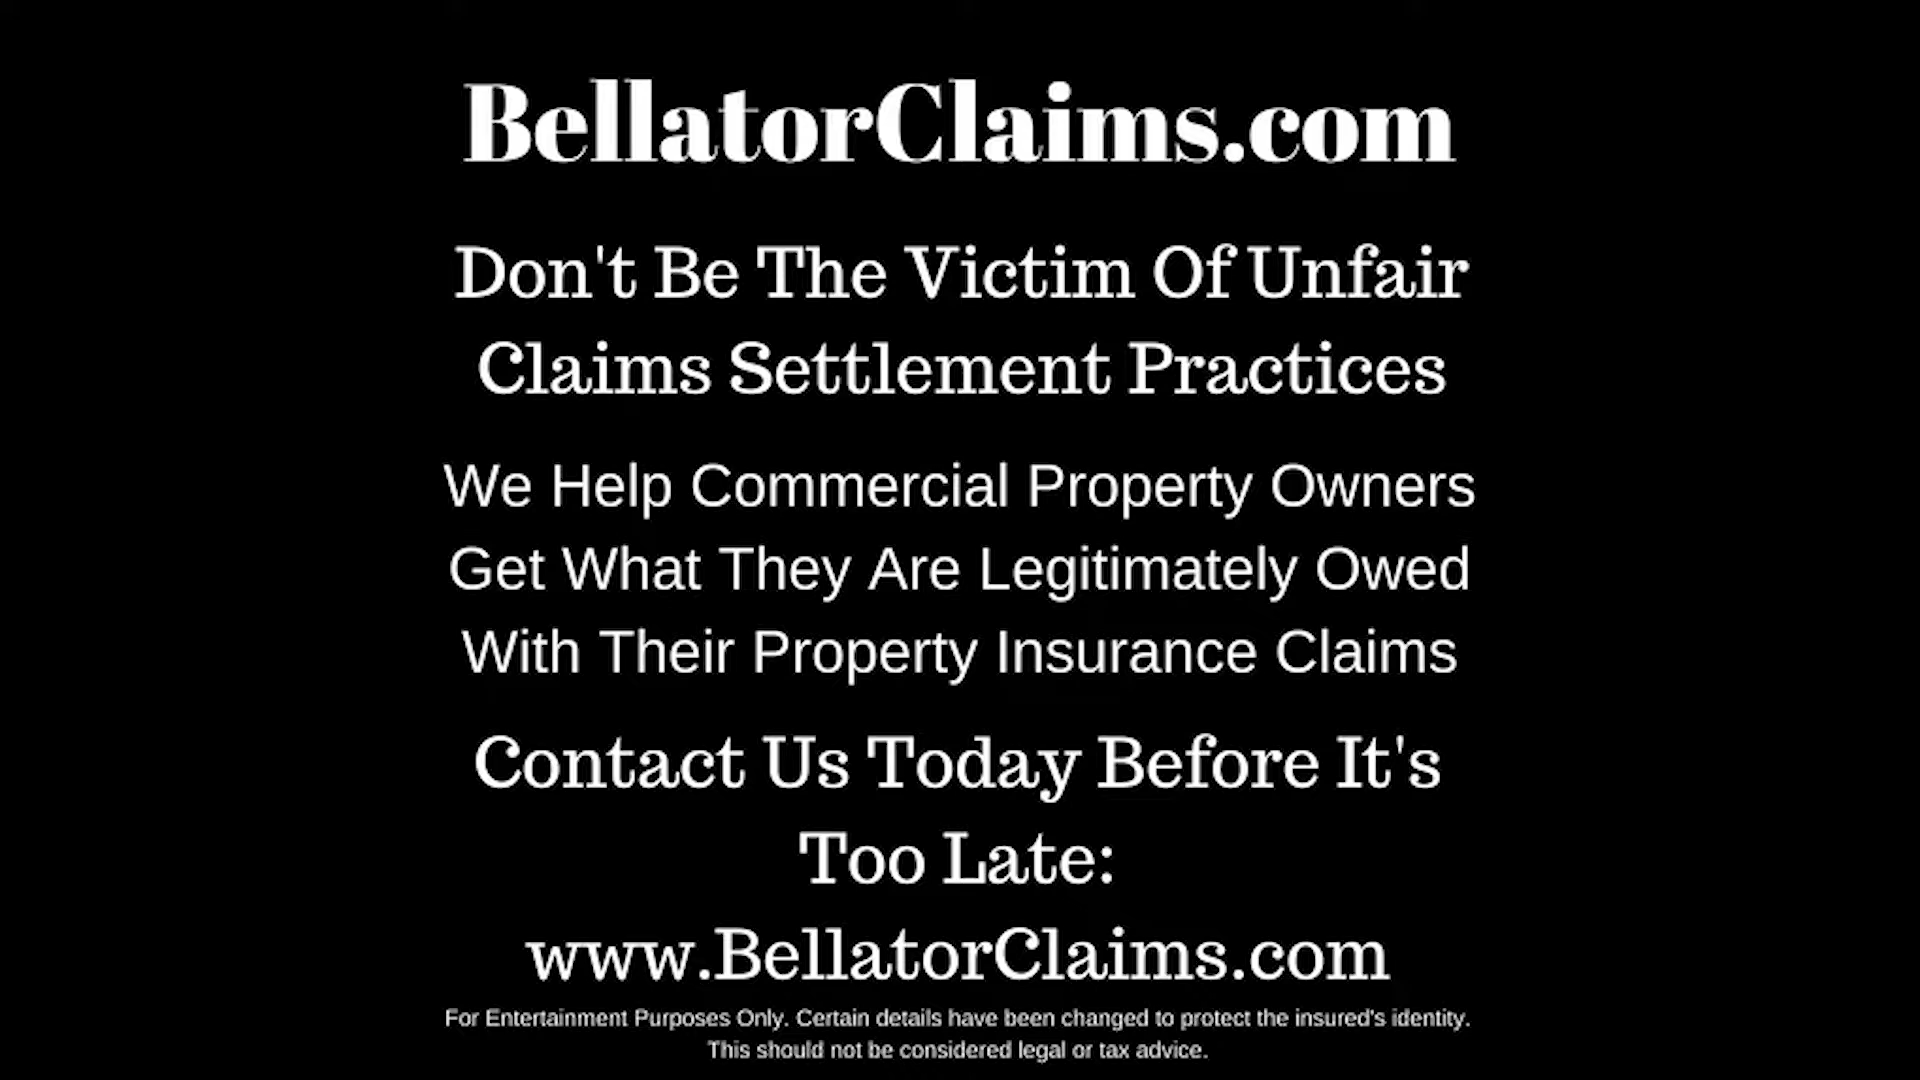 BellatorClaims.com
Don't Be The Victim Of Unfair
Claims Settlement Practices
We Help Commercial Property Owners
Get What They Are Legitimately Owed
With Their Property Insurance Claims
Contact Us Today Before It's
Too Late:
www.BellatorClaims.com
For Entertainment Purposes Only. Certain details have been changed to protect the insured's identity.
This should not be considered legal or tax advice.